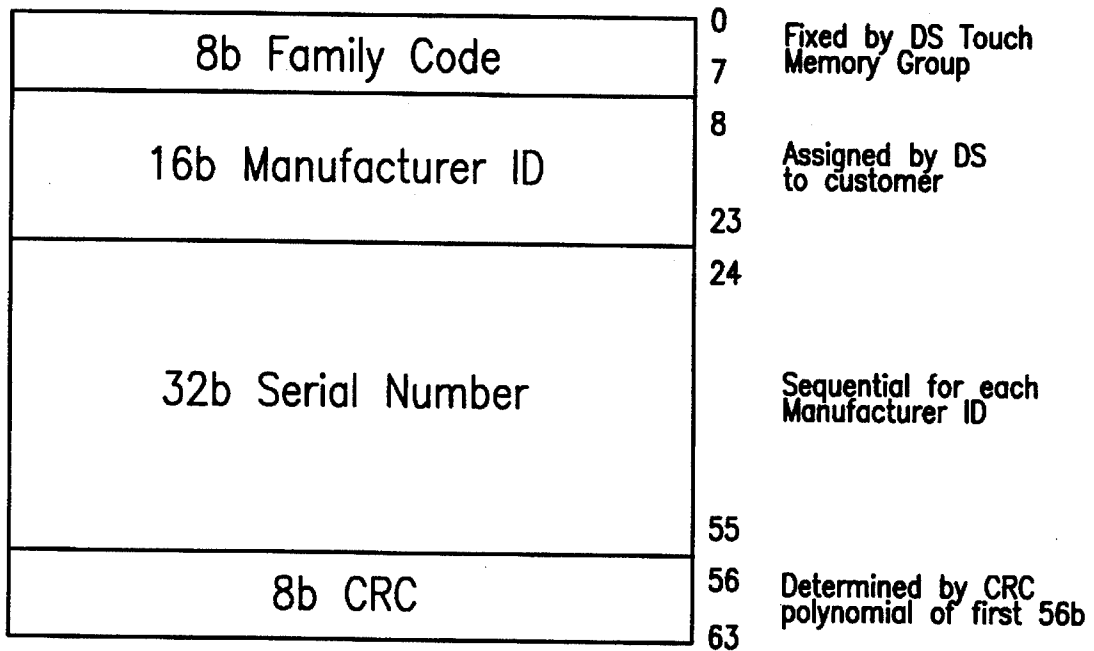 8b Family Code
0
7
Fixed by DS Touch
Memory Group
16b Manufacturer ID
8
23
Assigned by DS
to customer
32b Serial Number
24
55
Sequential for each
Manufacturer ID
8b CRC
56
63
Determined by CRC
polynomial of first 56b